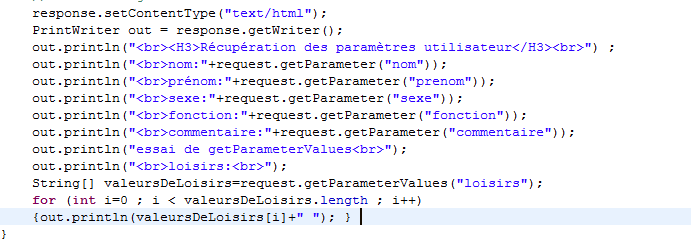 response.setContentType("text/html");
PrintWriter out = response.getWriter();
out.println("<br><H3>Récupération des paramètres utilisateur</H3><br>") ;
out.println("<br>nom:"+request.getParameter("nom"));
out.println("<br>prénom:"+request.getParameter("prenom"));
out.println("<br>sexe:"+request.getParameter("sexe"));
out.println("<br>fonction:"+request.getParameter("fonction"));
out.println("<br>commentaire:"+request.getParameter("commentaire"));
out.println("essai de getParameterValues<br>");
out.println("<br>loisirs:<br>");
String[] valeursDeLoisirs=request.getParameterValues("loisirs");
for (int i=0 ; i < valeursDeLoisirs.length ; i++)
{out.println(valeursDeLoisirs[i]+" "); }
}